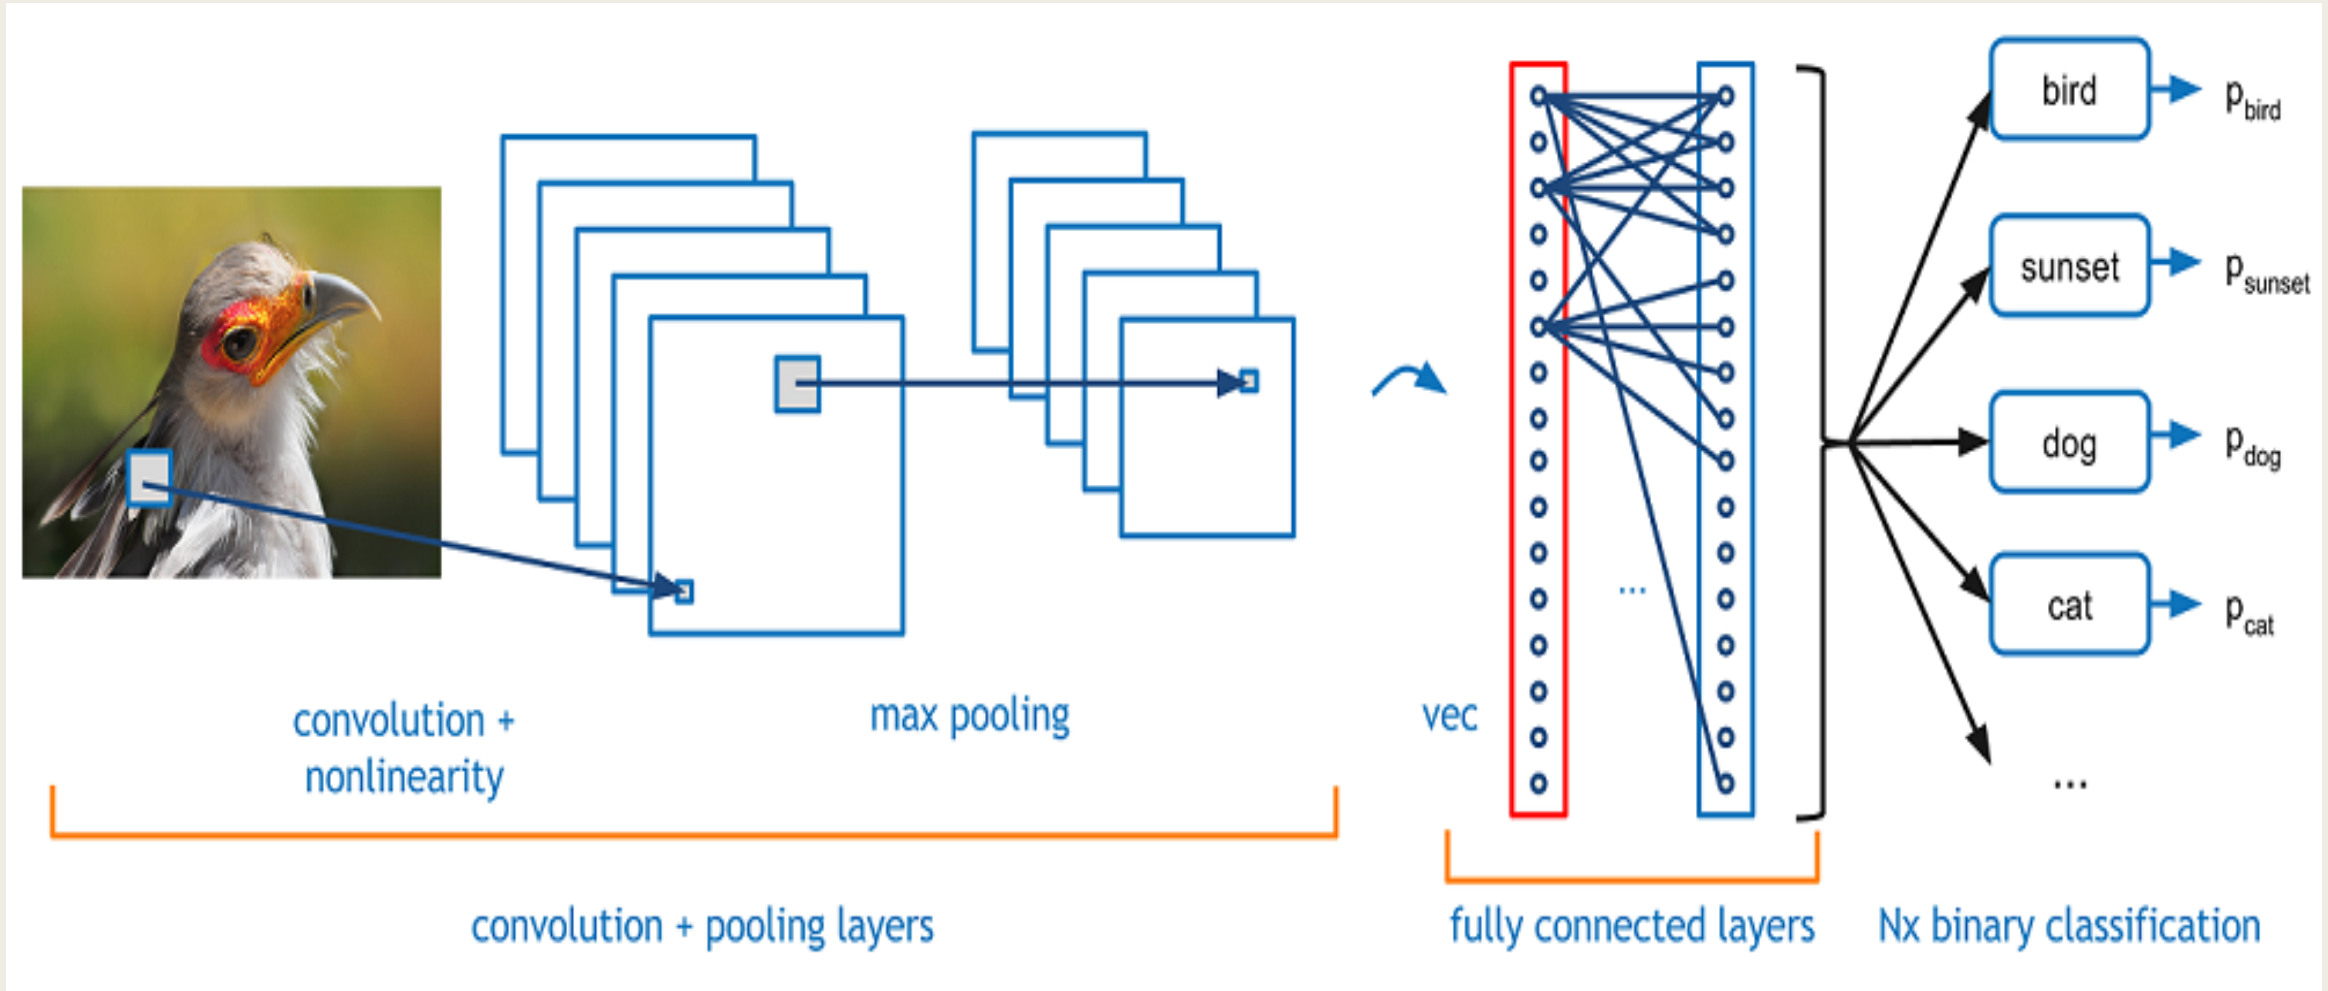 bird
p_bird
sunset
p_sunset
dog
p_dog
...
cat
p_cat
convolution +
nonlinearity
max pooling
vec
...
convolution + pooling layers
fully connected layers
Nx binary classification